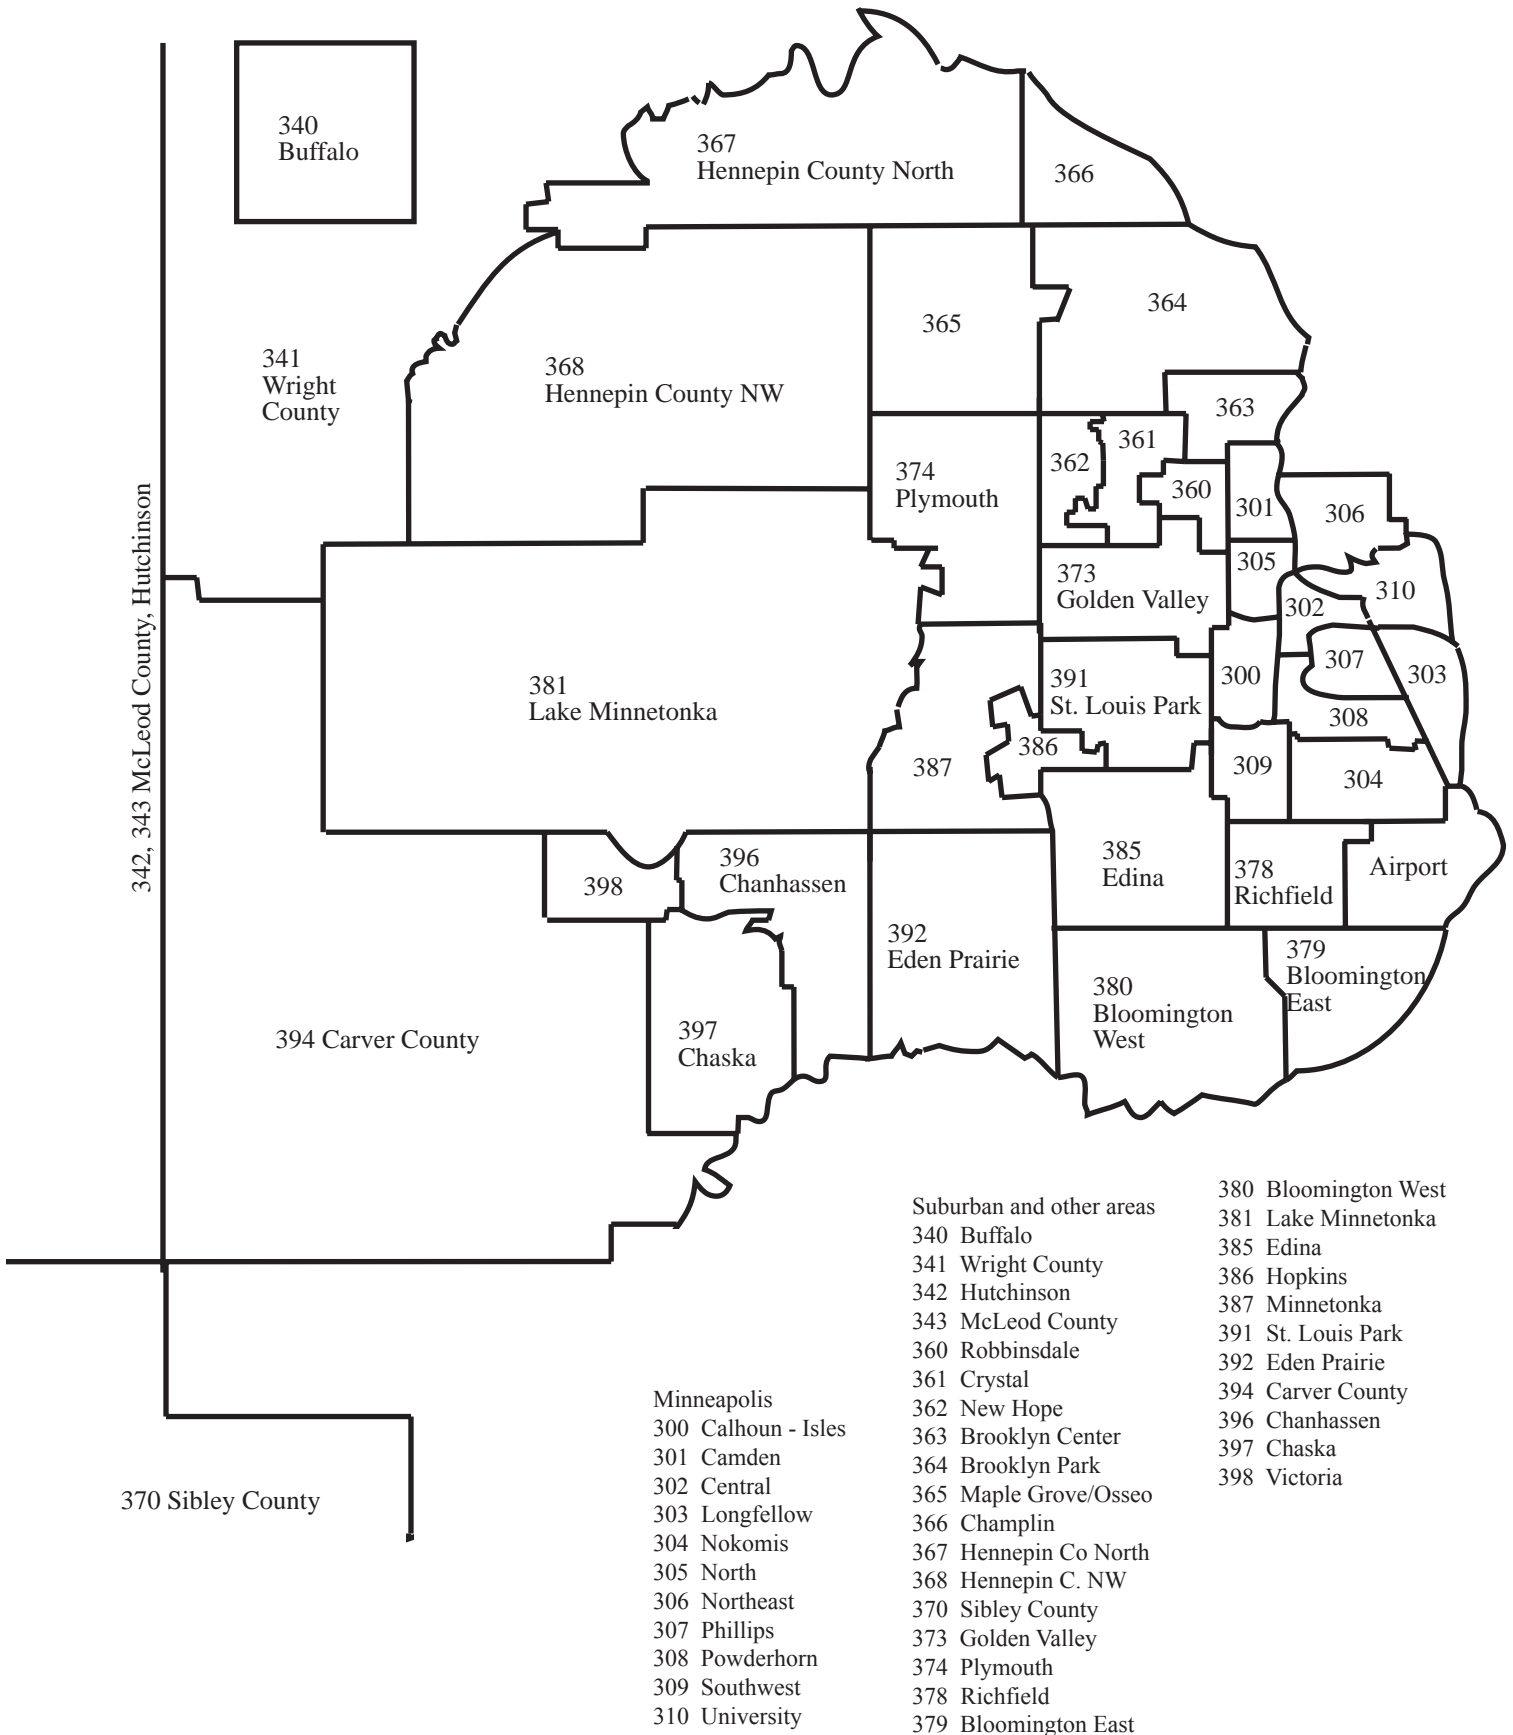 340
Buffalo
367
Hennepin County North
366
364
365
341
Wright
County
368
Hennepin County NW
363
361
362
374
Plymouth
360
301
306
342, 343 McLeod County, Hutchinson
305
373
Golden Valley
310
302
307
303
300
391
St. Louis Park
381
Lake Minnetonka
308
386
387
309
304
396
Chanhassen
398
385
Edina
378
Richfield
Airport
392
Eden Prairie
379
Bloomington
East
380
Bloomington
West
394 Carver County
397
Chaska
370 Sibley County
Minneapolis
300 Calhoun - Isles
301 Camden
302 Central
303 Longfellow
304 Nokomis
305 North
306 Northeast
307 Phillips
308 Powderhorn
309 Southwest
310 University
Suburban and other areas
340 Buffalo
341 Wright County
342 Hutchinson
343 McLeod County
360 Robbinsdale
361 Crystal
362 New Hope
363 Brooklyn Center
364 Brooklyn Park
365 Maple Grove/Osseo
366 Champlin
367 Hennepin Co North
368 Hennepin C. NW
370 Sibley County
373 Golden Valley
374 Plymouth
378 Richfield
379 Bloomington East
380 Bloomington West
381 Lake Minnetonka
385 Edina
386 Hopkins
387 Minnetonka
391 St. Louis Park
392 Eden Prairie
394 Carver County
396 Chanhassen
397 Chaska
398 Victoria